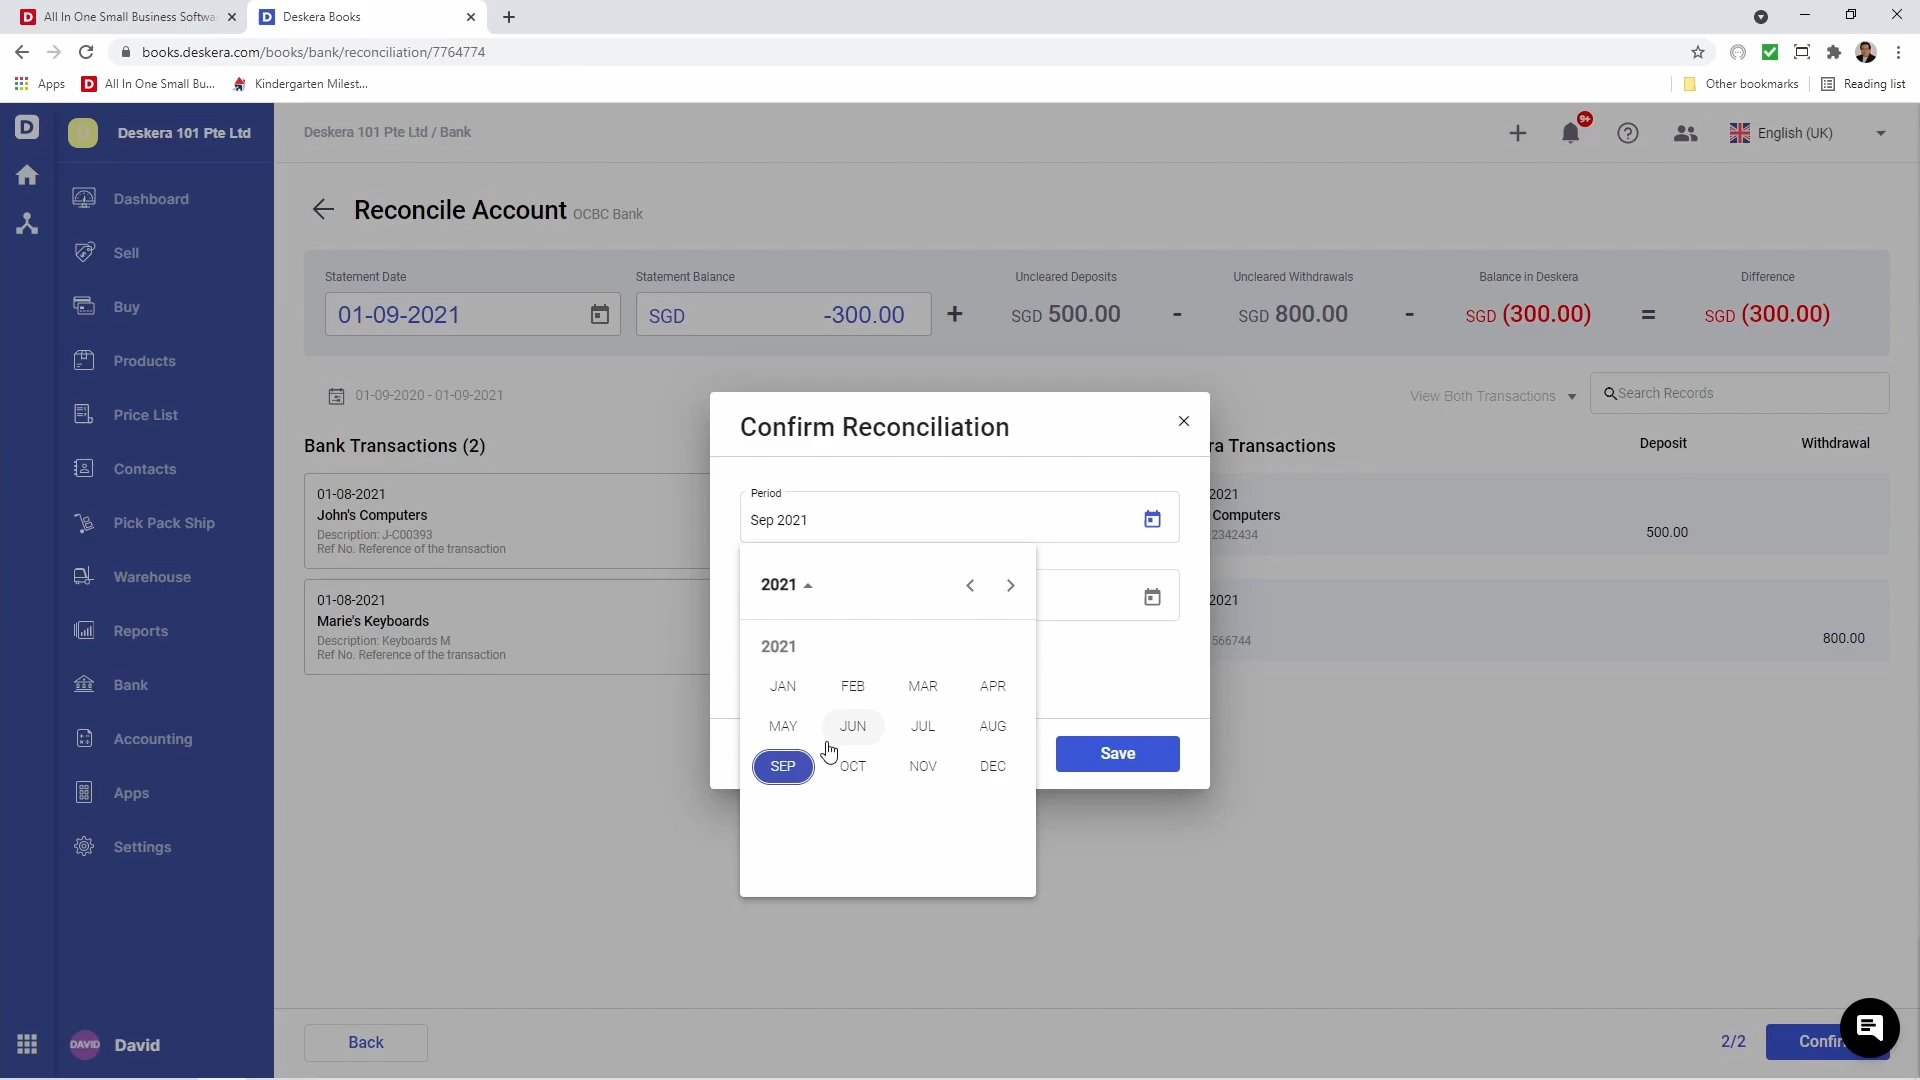 All In One Small Business Softwa
Deskera Books
books.deskera.com/books/bank/reconciliation/7764774
Apps
All In One Small Bu...
Kindergarten Milest...
Other bookmarks
Reading list
Deskera 101 Pte Ltd
Deskera 101 Pte Ltd / Bank
9+
English (UK)
Dashboard
Sell
Buy
Products
Price List
Contacts
Pick Pack Ship
Warehouse
Reports
Bank
Accounting
Apps
Settings
DAVID
David
Reconcile Account OCBC Bank
Statement Date
Statement Balance
Uncleared Deposits
Uncleared Withdrawals
Balance in Deskera
Difference
01-09-2021
SGD -300.00
+
SGD 500.00
-
SGD 800.00
-
SGD (300.00)
=
SGD (300.00)
01-09-2020 - 01-09-2021
View Both Transactions
Search Records
Bank Transactions (2)
ra Transactions
Deposit
Withdrawal
01-08-2021
John's Computers
Description: J-C00393
Ref No. Reference of the transaction
2021
Computers
2342434
500.00
01-08-2021
Marie's Keyboards
Description: Keyboards M
Ref No. Reference of the transaction
2021
566744
800.00
Confirm Reconciliation
Period
Sep 2021
2021
2021
JAN FEB MAR APR
MAY JUN JUL AUG
SEP OCT NOV DEC
Save
Back
2/2
Confir